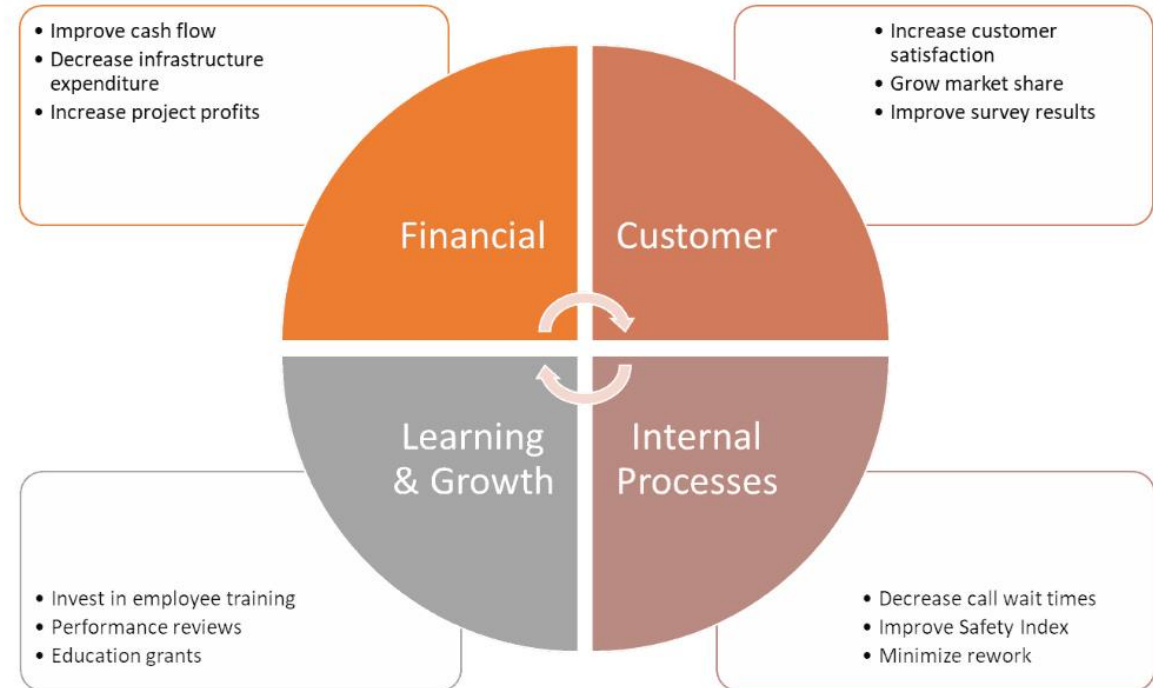 • Improve cash flow
• Decrease infrastructure
expenditure
• Increase project profits
• Increase customer
satisfaction
• Grow market share
• Improve survey results
Financial
Customer
Learning
& Growth
Internal
Processes
• Invest in employee training
• Performance reviews
• Education grants
• Decrease call wait times
• Improve Safety Index
• Minimize rework